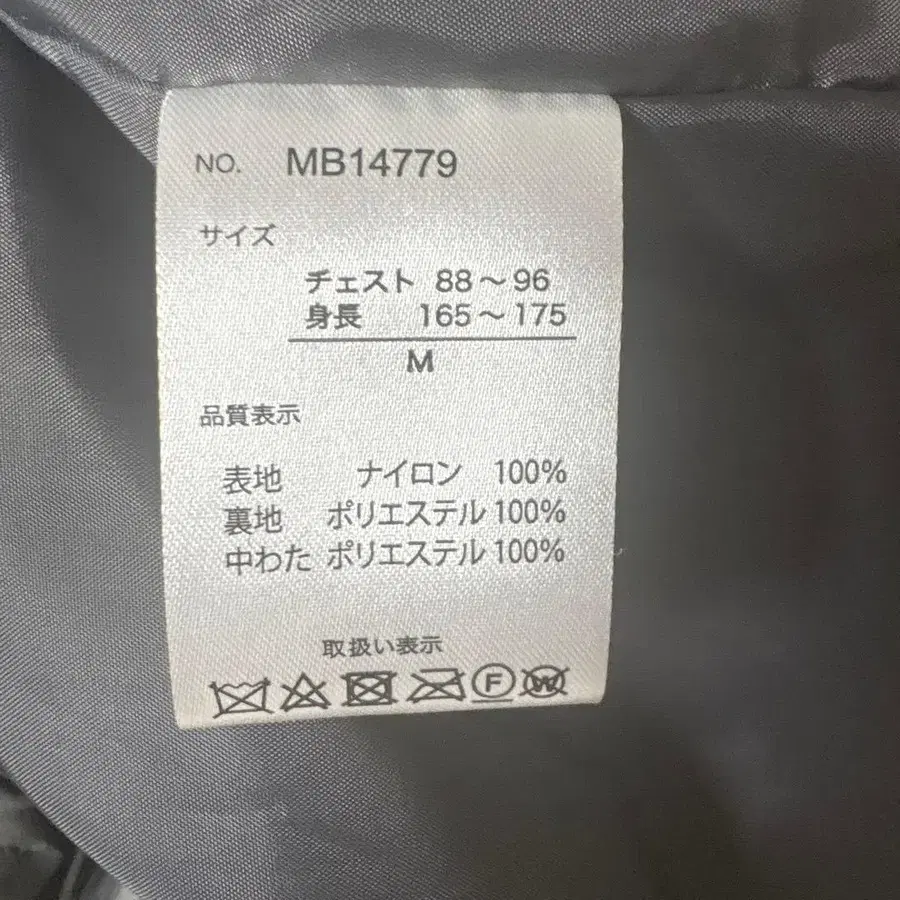 NO. MB14779
サイズ
チェスト 88～96
身長 165～175
M
品質表示
表地 ナイロン 100%
裏地 ポリエステル 100%
中わた ポリエステル 100%
取扱い表示
F W